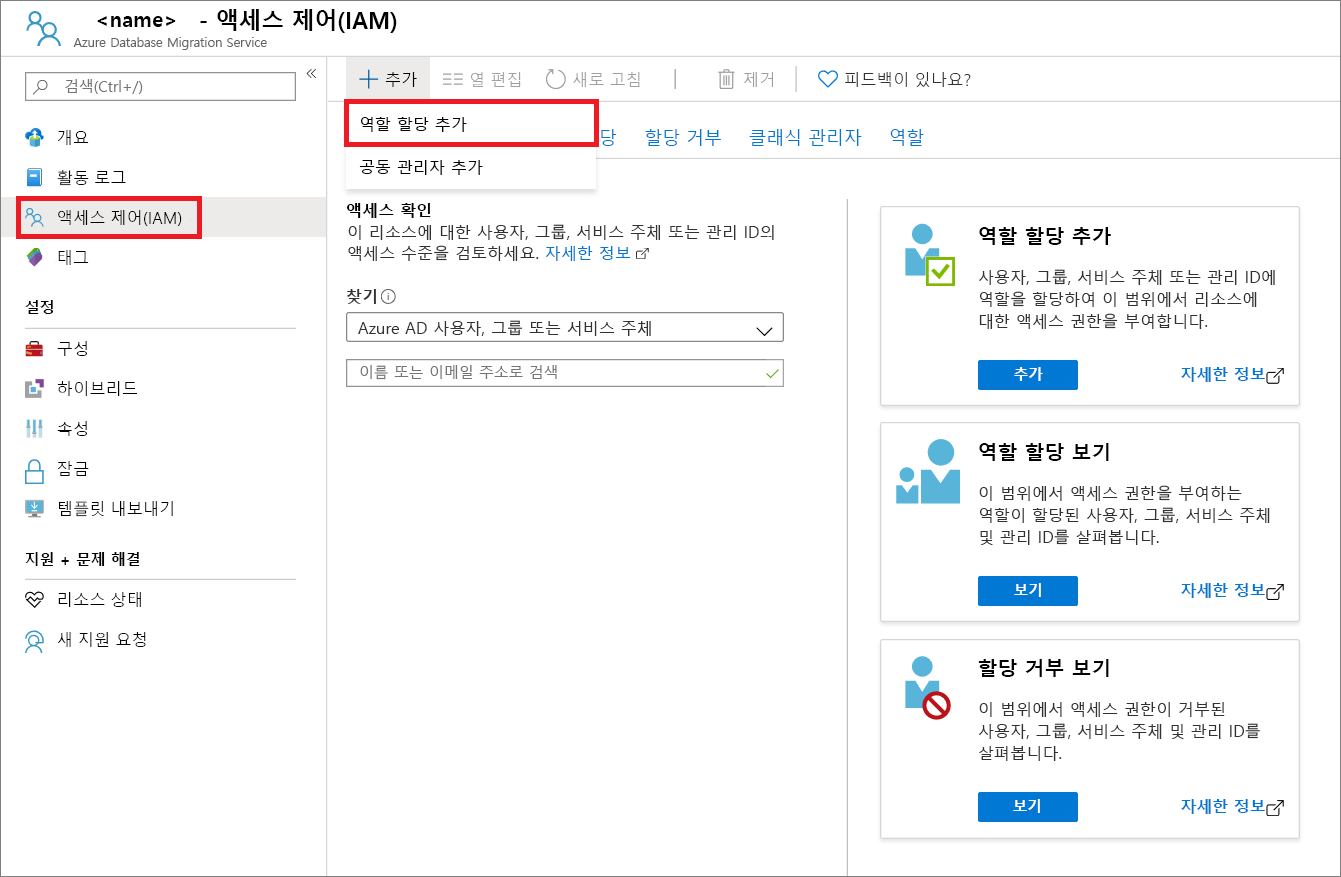 <name> - 액세스 제어(IAM)
Azure Database Migration Service
검색(Ctrl+/)
«
개요
활동 로그
액세스 제어(IAM)
태그
설정
구성
하이브리드
속성
잠금
템플릿 내보내기
지원 + 문제 해결
리소스 상태
새 지원 요청
추가
열 편집
새로 고침
제거
피드백이 있나요?
역할 할당 추가
공동 관리자 추가
당
할당 거부
클래식 관리자
역할
액세스 확인
이 리소스에 대한 사용자, 그룹, 서비스 주체 또는 관리 ID의
액세스 수준을 검토하세요. 자세한 정보
찾기
Azure AD 사용자, 그룹 또는 서비스 주체
이름 또는 이메일 주소로 검색
역할 할당 추가
사용자, 그룹, 서비스 주체 또는 관리 ID에
역할을 할당하여 이 범위에서 리소스에
대한 액세스 권한을 부여합니다.
추가
자세한 정보
역할 할당 보기
이 범위에서 액세스 권한을 부여하는
역할이 할당된 사용자, 그룹, 서비스 주체
및 관리 ID를 살펴봅니다.
보기
자세한 정보
할당 거부 보기
이 범위에서 액세스 권한이 거부된
사용자, 그룹, 서비스 주체 및 관리 ID를
살펴봅니다.
보기
자세한 정보